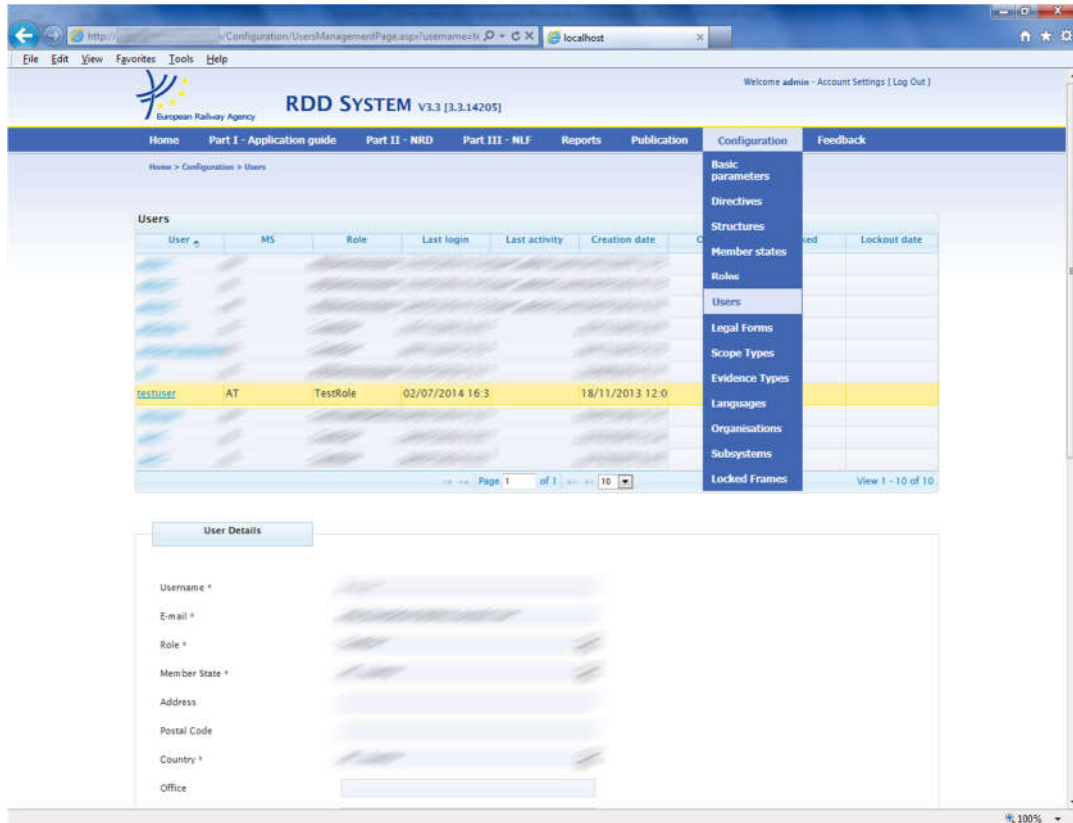 http:// /Configuration/UsersManagementPage.aspx?username=te
localhost
File Edit View Favorites Tools Help
European Railway Agency
RDD SYSTEM V3.3 [3.3.14205]
Welcome admin - Account Settings [ Log Out ]
Home Part I - Application guide Part II - NRD Part III - NLF Reports Publication Configuration Feedback
Home > Configuration > Users
Basic
parameters
Directives
Structures
Member states
Roles
Users
Legal Forms
Scope Types
Evidence Types
Languages
Organisations
Subsystems
Locked Frames
Users
User MS Role Last login Last activity Creation date Lockout date
testuser AT TestRole 02/07/2014 16:3 18/11/2013 12:0
Page 1 of 1 10 View 1 - 10 of 10
User Details
Username *
E-mail *
Role *
Member State *
Address
Postal Code
Country *
Office
100%